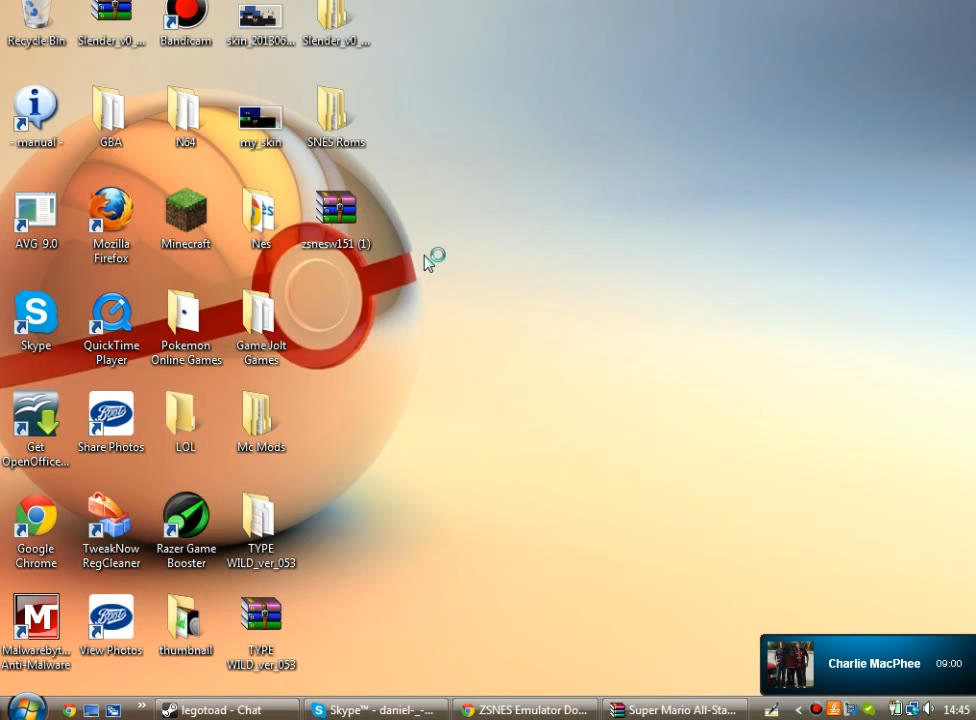 Recycle Bin
Slender_v0_...
Bandicam
skin_201306...
Slender_v0_...
- manual -
GBA
N64
my_skin
SNES Roms
AVG 9.0
Mozilla
Firefox
Minecraft
Nes
zsnesw151 (1)
Skype
QuickTime
Player
Pokemon
Online Games
Game Jolt
Games
Get
OpenOffice...
Boots
Share Photos
LOL
Mc Mods
Google
Chrome
TweakNow
RegCleaner
Razer Game
Booster
TYPE
WILD_ver_053
Malwarebyt...
Anti-Malware
Boots
View Photos
thumbnail
TYPE
WILD_ver_053
Charlie MacPhee 09:00
legotoad - Chat
Skype™ - daniel-_-...
ZSNES Emulator Do...
Super Mario All-Sta...
14:45